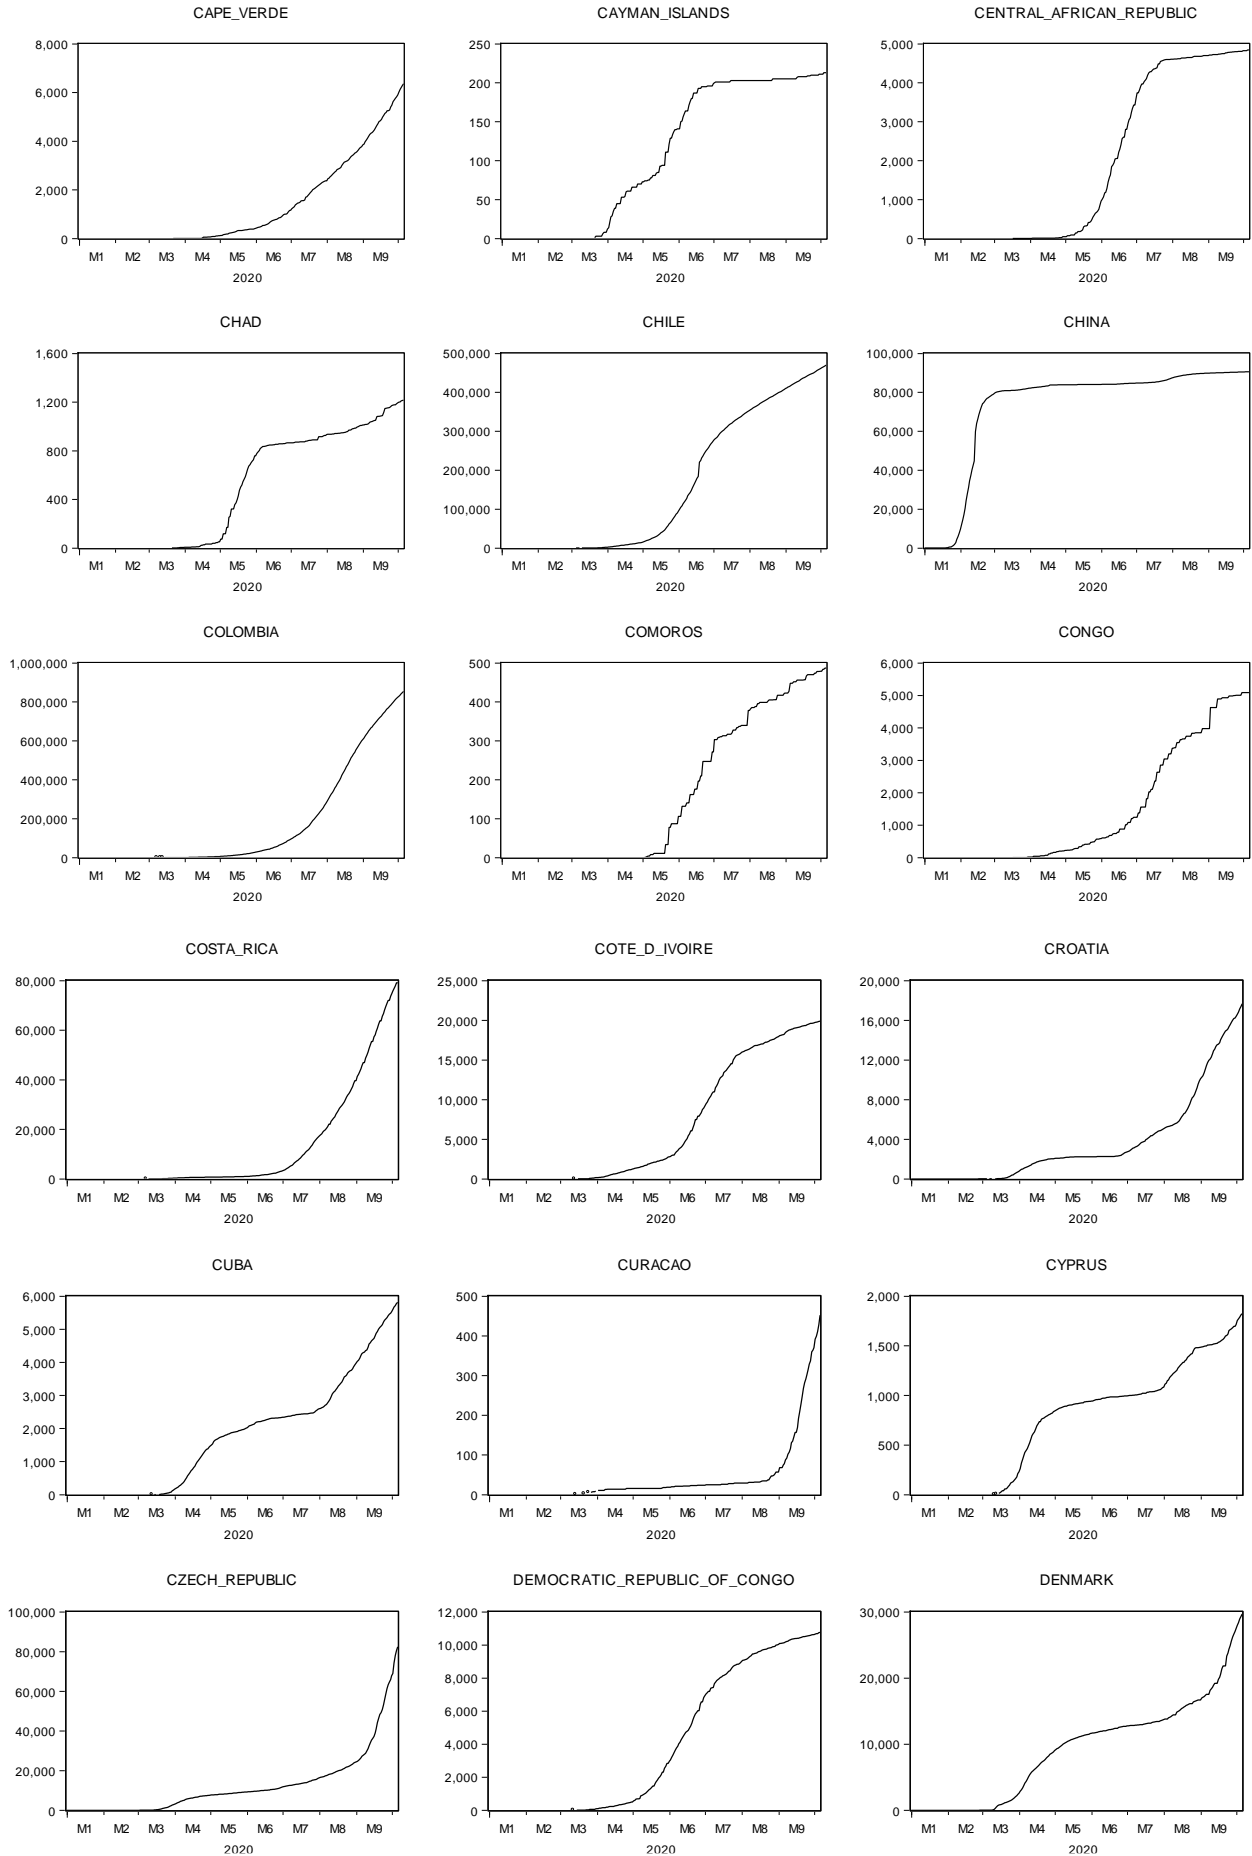 CAPE_VERDE CAYMAN_ISLANDS CENTRAL_AFRICAN_REPUBLIC
8,000 250 5,000
6,000 200 4,000
4,000 150 3,000
2,000 100 2,000
0 50 1,000
0 0
M1 M2 M3 M4 M5 M6 M7 M8 M9 M1 M2 M3 M4 M5 M6 M7 M8 M9 M1 M2 M3 M4 M5 M6 M7 M8 M9
2020 2020 2020
CHAD CHILE CHINA
1,600 500,000 100,000
1,200 400,000 80,000
800 300,000 60,000
400 200,000 40,000
0 100,000 20,000
0 0
M1 M2 M3 M4 M5 M6 M7 M8 M9 M1 M2 M3 M4 M5 M6 M7 M8 M9 M1 M2 M3 M4 M5 M6 M7 M8 M9
2020 2020 2020
COLOMBIA COMOROS CONGO
1,000,000 500 6,000
800,000 400 5,000
600,000 300 4,000
400,000 200 3,000
200,000 100 2,000
0 0 1,000
0
M1 M2 M3 M4 M5 M6 M7 M8 M9 M1 M2 M3 M4 M5 M6 M7 M8 M9 M1 M2 M3 M4 M5 M6 M7 M8 M9
2020 2020 2020
COSTA_RICA COTE_D_IVOIRE CROATIA
80,000 25,000 20,000
60,000 20,000 16,000
40,000 15,000 12,000
20,000 10,000 8,000
0 5,000 4,000
0 0
M1 M2 M3 M4 M5 M6 M7 M8 M9 M1 M2 M3 M4 M5 M6 M7 M8 M9 M1 M2 M3 M4 M5 M6 M7 M8 M9
2020 2020 2020
CUBA CURACAO CYPRUS
6,000 500 2,000
5,000 400 1,500
4,000 300 1,000
3,000 200 500
2,000 100 0
1,000 0
0
M1 M2 M3 M4 M5 M6 M7 M8 M9 M1 M2 M3 M4 M5 M6 M7 M8 M9 M1 M2 M3 M4 M5 M6 M7 M8 M9
2020 2020 2020
CZECH_REPUBLIC DEMOCRATIC_REPUBLIC_OF_CONGO DENMARK
100,000 12,000 30,000
80,000 10,000 20,000
60,000 8,000 10,000
40,000 6,000 0
20,000 4,000
0 2,000
0
M1 M2 M3 M4 M5 M6 M7 M8 M9 M1 M2 M3 M4 M5 M6 M7 M8 M9 M1 M2 M3 M4 M5 M6 M7 M8 M9
2020 2020 2020